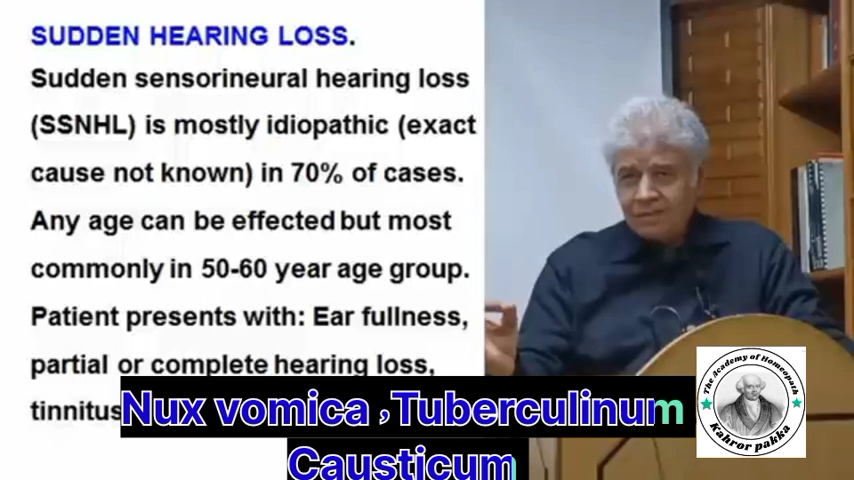 SUDDEN HEARING LOSS.
Sudden sensorineural hearing loss
(SSNHL) is mostly idiopathic (exact
cause not known) in 70% of cases.
Any age can be effected but most
commonly in 50-60 year age group.
Patient presents with: Ear fullness,
partial or complete hearing loss,
tinnitus
Nux vomica ,Tuberculinum
Causticum
The Academy of Homeopath
Kahror pakka